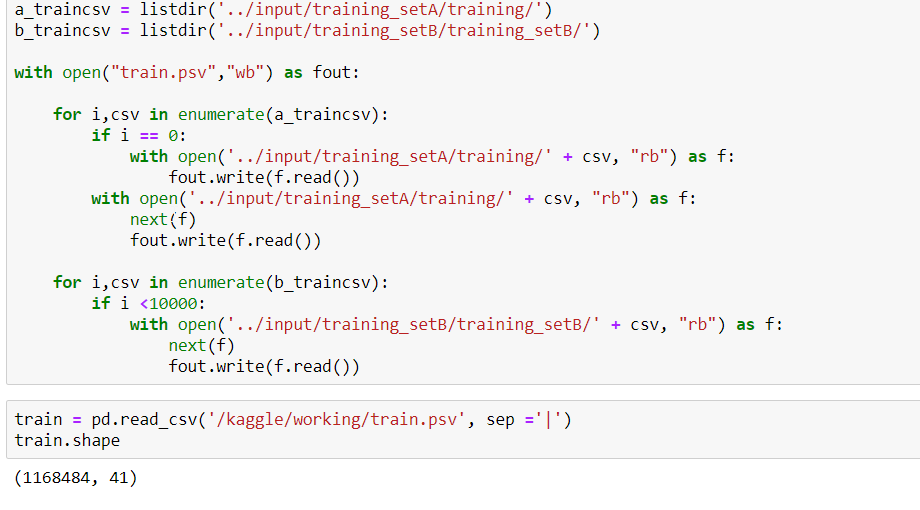 a_traincsv = listdir('../input/training_setA/training/')
b_traincsv = listdir('../input/training_setB/training_setB/')
with open("train.psv","wb") as fout:
for i,csv in enumerate(a_traincsv):
if i == 0:
with open('../input/training_setA/training/' + csv, "rb") as f:
fout.write(f.read())
with open('../input/training_setA/training/' + csv, "rb") as f:
next(f)
fout.write(f.read())
for i,csv in enumerate(b_traincsv):
if i <10000:
with open('../input/training_setB/training_setB/' + csv, "rb") as f:
next(f)
fout.write(f.read())
train = pd.read_csv('/kaggle/working/train.psv', sep ='|')
train.shape
(1168484, 41)